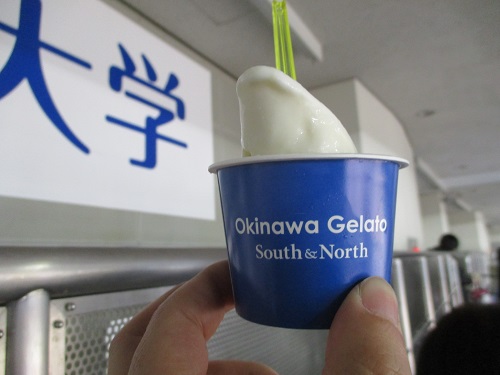 大学
Okinawa Gelato
South & North